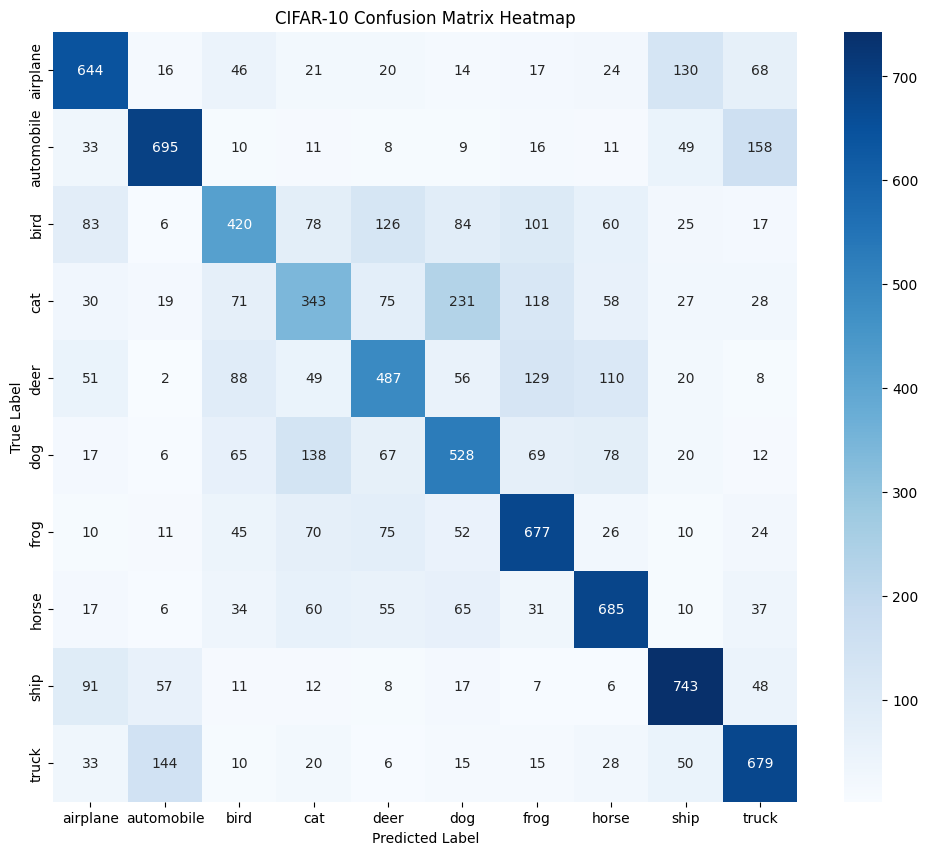 CIFAR-10 Confusion Matrix Heatmap
True Label
airplane 644 16 46 21 20 14 17 24 130 68
automobile 33 695 10 11 8 9 16 11 49 158
bird 83 6 420 78 126 84 101 60 25 17
cat 30 19 71 343 75 231 118 58 27 28
deer 51 2 88 49 487 56 129 110 20 8
dog 17 6 65 138 67 528 69 78 20 12
frog 10 11 45 70 75 52 677 26 10 24
horse 17 6 34 60 55 65 31 685 10 37
ship 91 57 11 12 8 17 7 6 743 48
truck 33 144 10 20 6 15 15 28 50 679
airplane automobile bird cat deer dog frog horse ship truck
Predicted Label
700
600
500
400
300
200
100